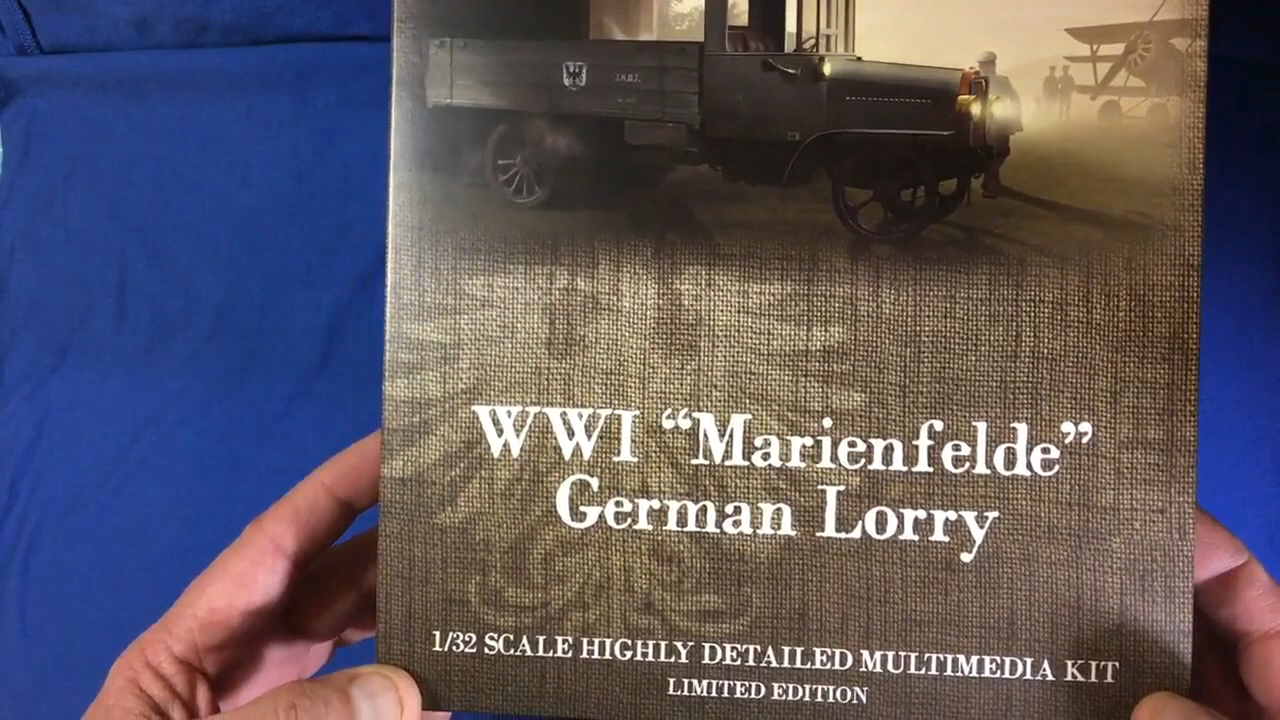 WWI “Marienfelde”
German Lorry
1/32 SCALE HIGHLY DETAILED MULTIMEDIA KIT
LIMITED EDITION